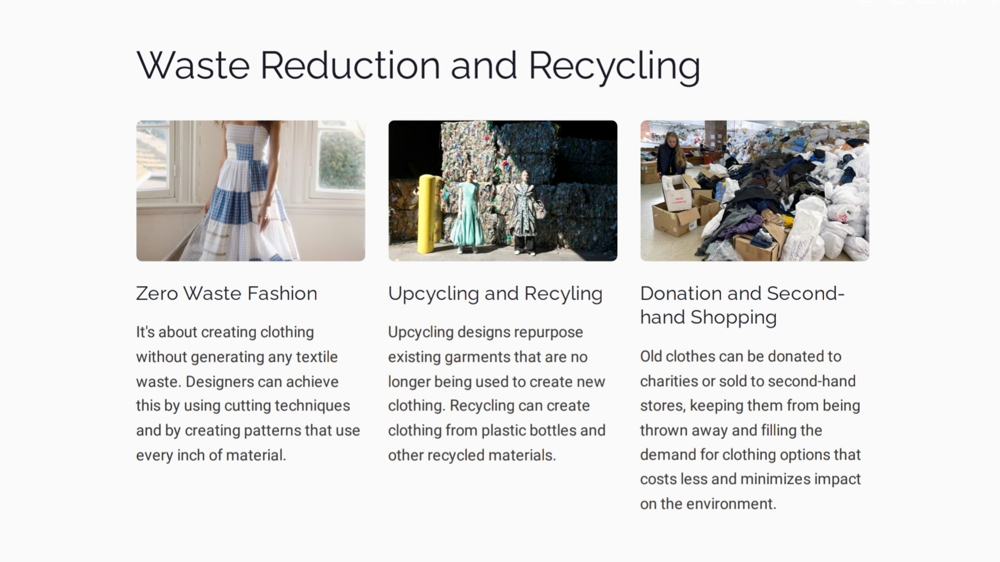 Waste Reduction and Recycling
Zero Waste Fashion
It's about creating clothing
without generating any textile
waste. Designers can achieve
this by using cutting techniques
and by creating patterns that use
every inch of material.
Upcycling and Recyling
Upcycling designs repurpose
existing garments that are no
longer being used to create new
clothing. Recycling can create
clothing from plastic bottles and
other recycled materials.
Donation and Second-
hand Shopping
Old clothes can be donated to
charities or sold to second-hand
stores, keeping them from being
thrown away and filling the
demand for clothing options that
costs less and minimizes impact
on the environment.